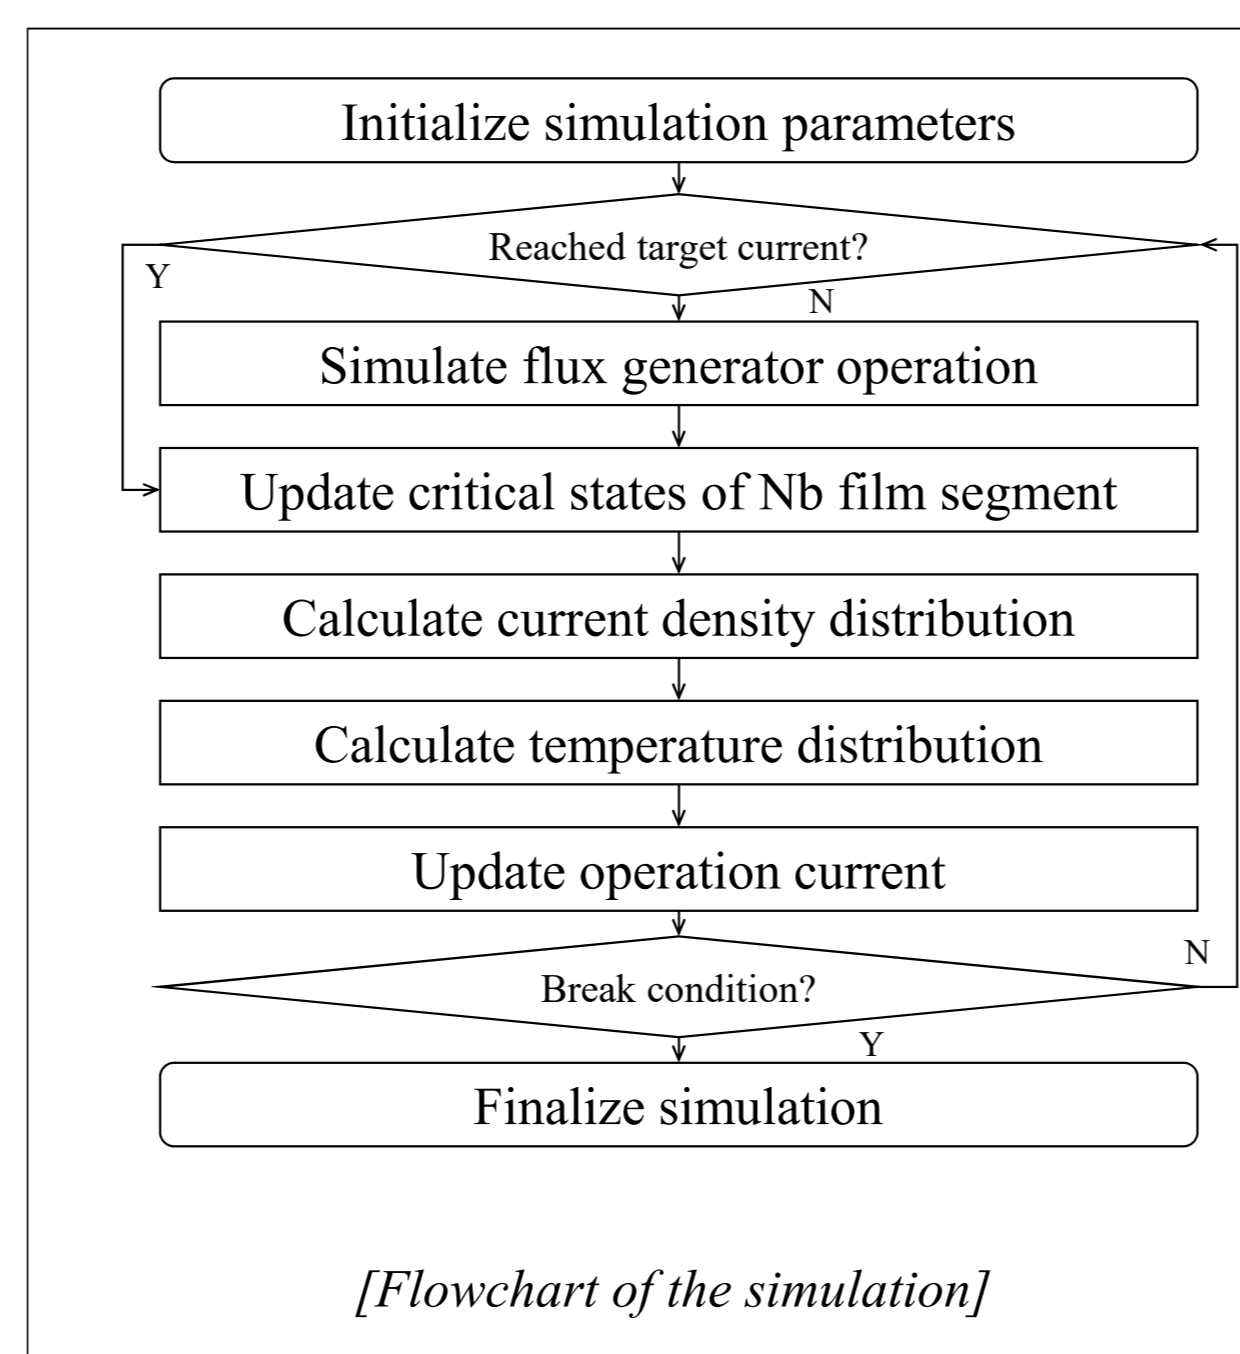 Initialize simulation parameters
Reached target current?
Y
N
Simulate flux generator operation
Update critical states of Nb film segment
Calculate current density distribution
Calculate temperature distribution
Update operation current
N
Break condition?
Y
Finalize simulation
[Flowchart of the simulation]